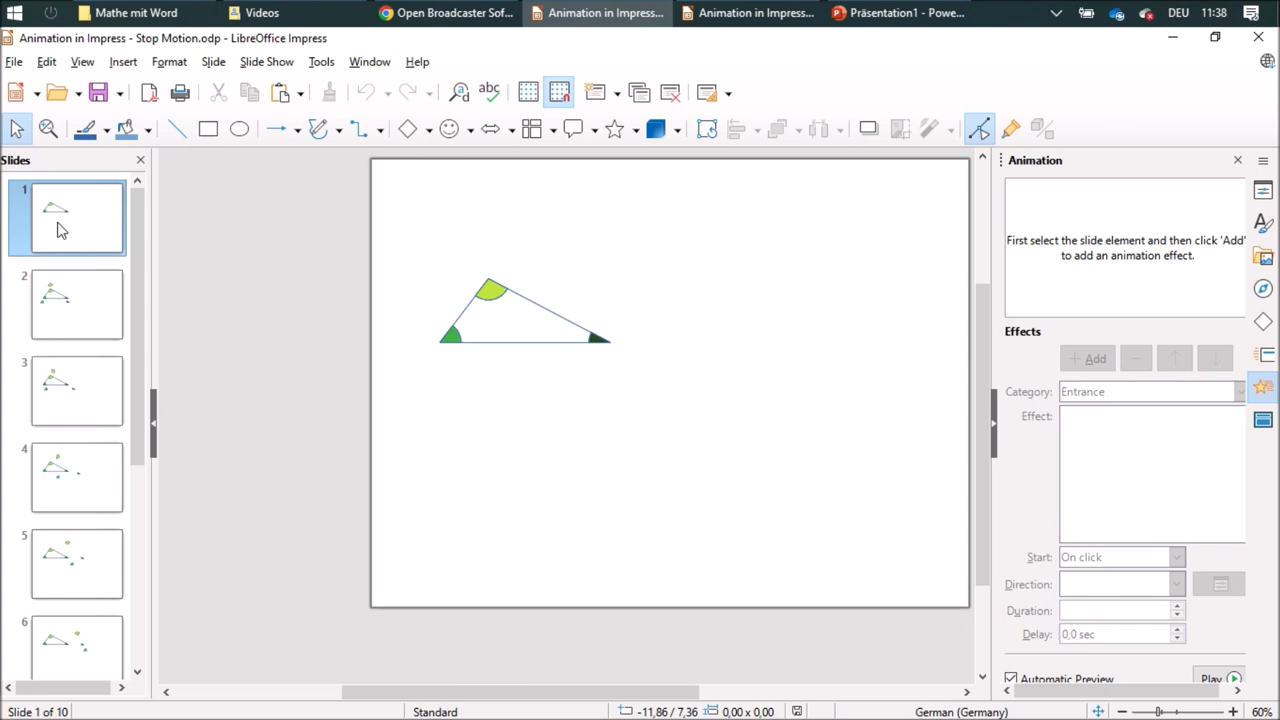 Mathe mit Word
Videos
Open Broadcaster Sof...
Animation in Impress...
Animation in Impress...
Präsentation1 - Powe...
DEU
11:38
Animation in Impress - Stop Motion.odp - LibreOffice Impress
File Edit View Insert Format Slide Slide Show Tools Window Help
abc
Slides
Animation
1
2
3
4
5
6
First select the slide element and then click 'Add'
to add an animation effect.
Effects
Add
Category: Entrance
Effect:
Start: On click
Direction:
Duration:
Delay: 0,0 sec
Automatic Preview
Play
Slide 1 of 10
Standard
-11,86 / 7,36
0,00 x 0,00
German (Germany)
60%